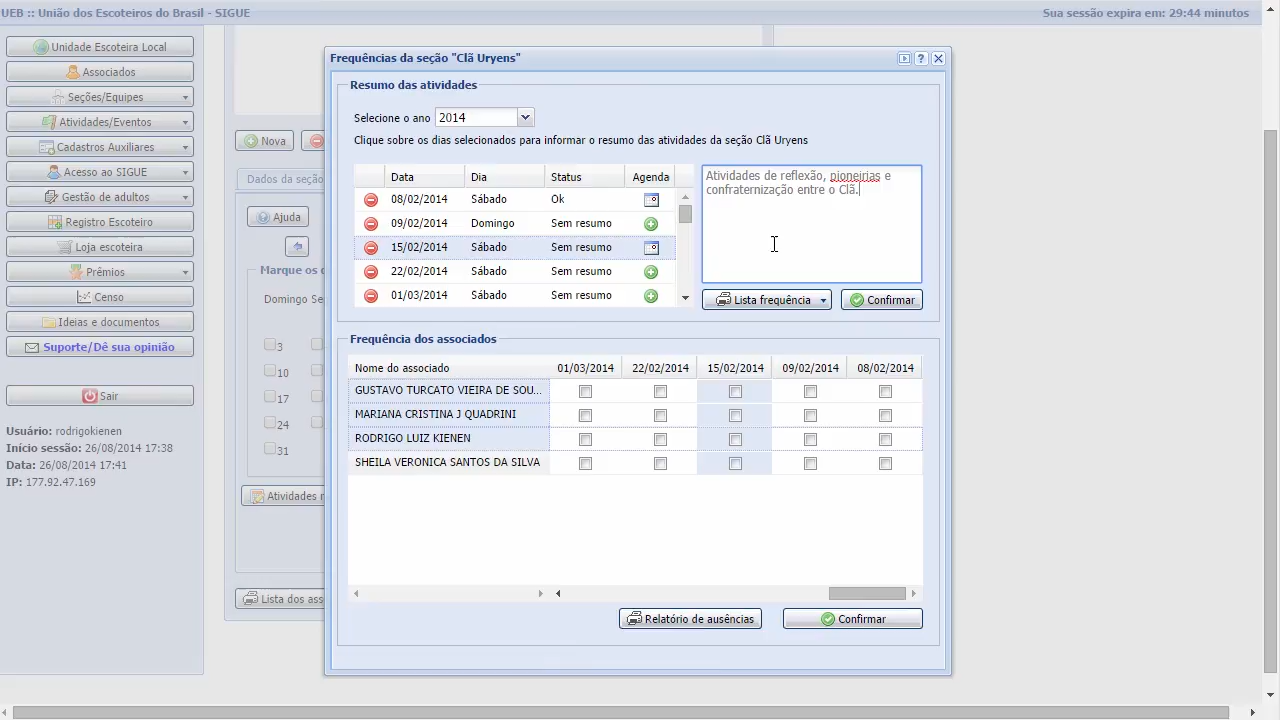 UEB :: União dos Escoteiros do Brasil - SIGUE
Sua sessão expira em: 29:44 minutos
Unidade Escoteira Local
Associados
Seções/Equipes
Atividades/Eventos
Cadastros Auxiliares
Acesso ao SIGUE
Gestão de adultos
Registro Escoteiro
Loja escoteira
Prêmios
Censo
Ideias e documentos
Suporte/Dê sua opinião
Sair
Usuário: rodrigokienen
Início sessão: 26/08/2014 17:38
Data: 26/08/2014 17:41
IP: 177.92.47.169
Nova
Dados da seção
Ajuda
Marque os d
Domingo Se
3
10
17
24
31
Atividades r
Lista dos ass
Frequências da seção "Clã Uryens"
Resumo das atividades
Selecione o ano 2014
Clique sobre os dias selecionados para informar o resumo das atividades da seção Clã Uryens
Data Dia Status Agenda
08/02/2014 Sábado Ok
09/02/2014 Domingo Sem resumo
15/02/2014 Sábado Sem resumo
22/02/2014 Sábado Sem resumo
01/03/2014 Sábado Sem resumo
Atividades de reflexão, pioneirias e
confraternização entre o Clã.
Lista frequência Confirmar
Frequência dos associados
Nome do associado 01/03/2014 22/02/2014 15/02/2014 09/02/2014 08/02/2014
GUSTAVO TURCATO VIEIRA DE SOU...
MARIANA CRISTINA J QUADRINI
RODRIGO LUIZ KIENEN
SHEILA VERONICA SANTOS DA SILVA
Relatório de ausências Confirmar